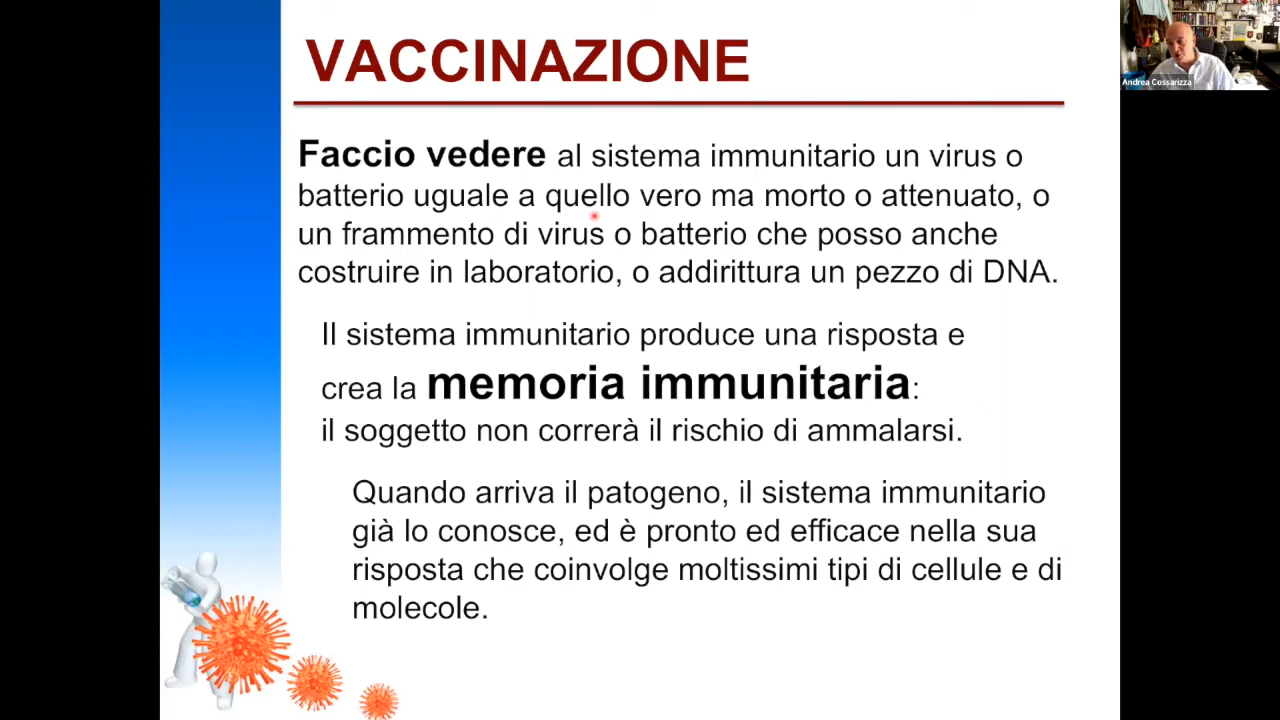 VACCINAZIONE
Andrea Cossarizza
Faccio vedere al sistema immunitario un virus o
batterio uguale a quello vero ma morto o attenuato, o
un frammento di virus o batterio che posso anche
costruire in laboratorio, o addirittura un pezzo di DNA.
Il sistema immunitario produce una risposta e
crea la memoria immunitaria:
il soggetto non correrà il rischio di ammalarsi.
Quando arriva il patogeno, il sistema immunitario
già lo conosce, ed è pronto ed efficace nella sua
risposta che coinvolge moltissimi tipi di cellule e di
molecole.